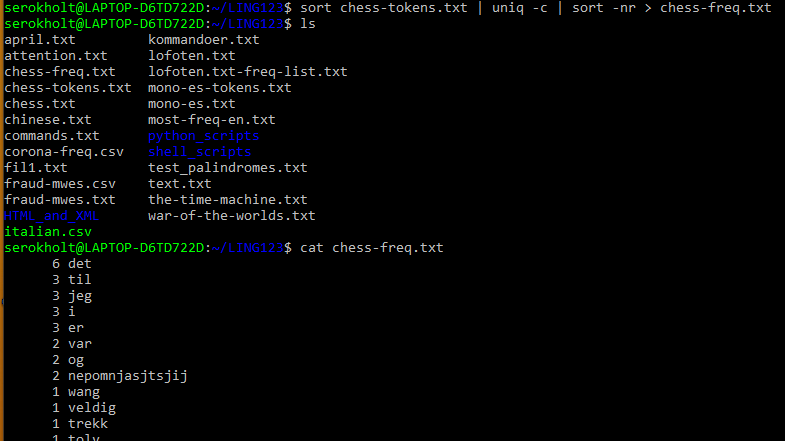 serokholt@LAPTOP-D6TD722D:~/LING123$ sort chess-tokens.txt | uniq -c | sort -nr > chess-freq.txt
serokholt@LAPTOP-D6TD722D:~/LING123$ ls
april.txt kommandoer.txt
attention.txt lofoten.txt
chess-freq.txt lofoten.txt-freq-list.txt
chess-tokens.txt mono-es-tokens.txt
chess.txt mono-es.txt
chinese.txt most-freq-en.txt
commands.txt python_scripts
corona-freq.csv shell_scripts
fil1.txt test_palindromes.txt
fraud-mwes.csv text.txt
fraud-mwes.txt the-time-machine.txt
HTML_and_XML war-of-the-worlds.txt
italian.csv
serokholt@LAPTOP-D6TD722D:~/LING123$ cat chess-freq.txt
6 det
3 til
3 jeg
3 i
3 er
2 var
2 og
2 nepomnjasjtsjij
1 wang
1 veldig
1 trekk
1 tolv